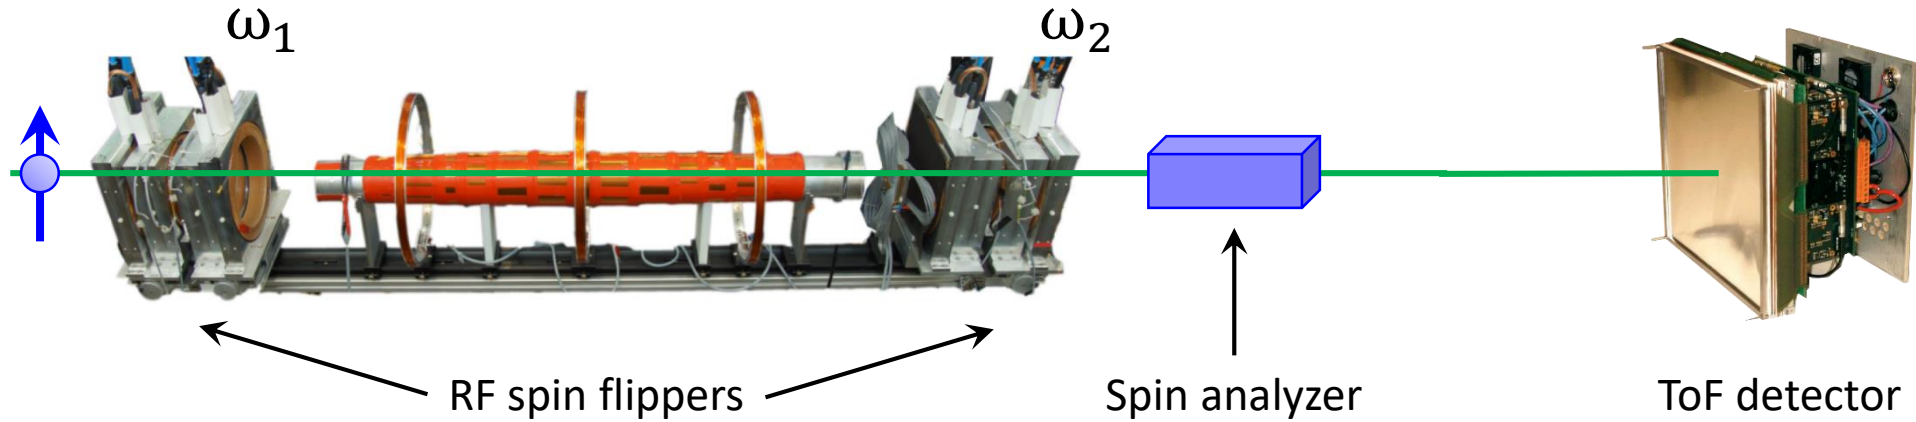 ω₁
ω₂
RF spin flippers
Spin analyzer
ToF detector